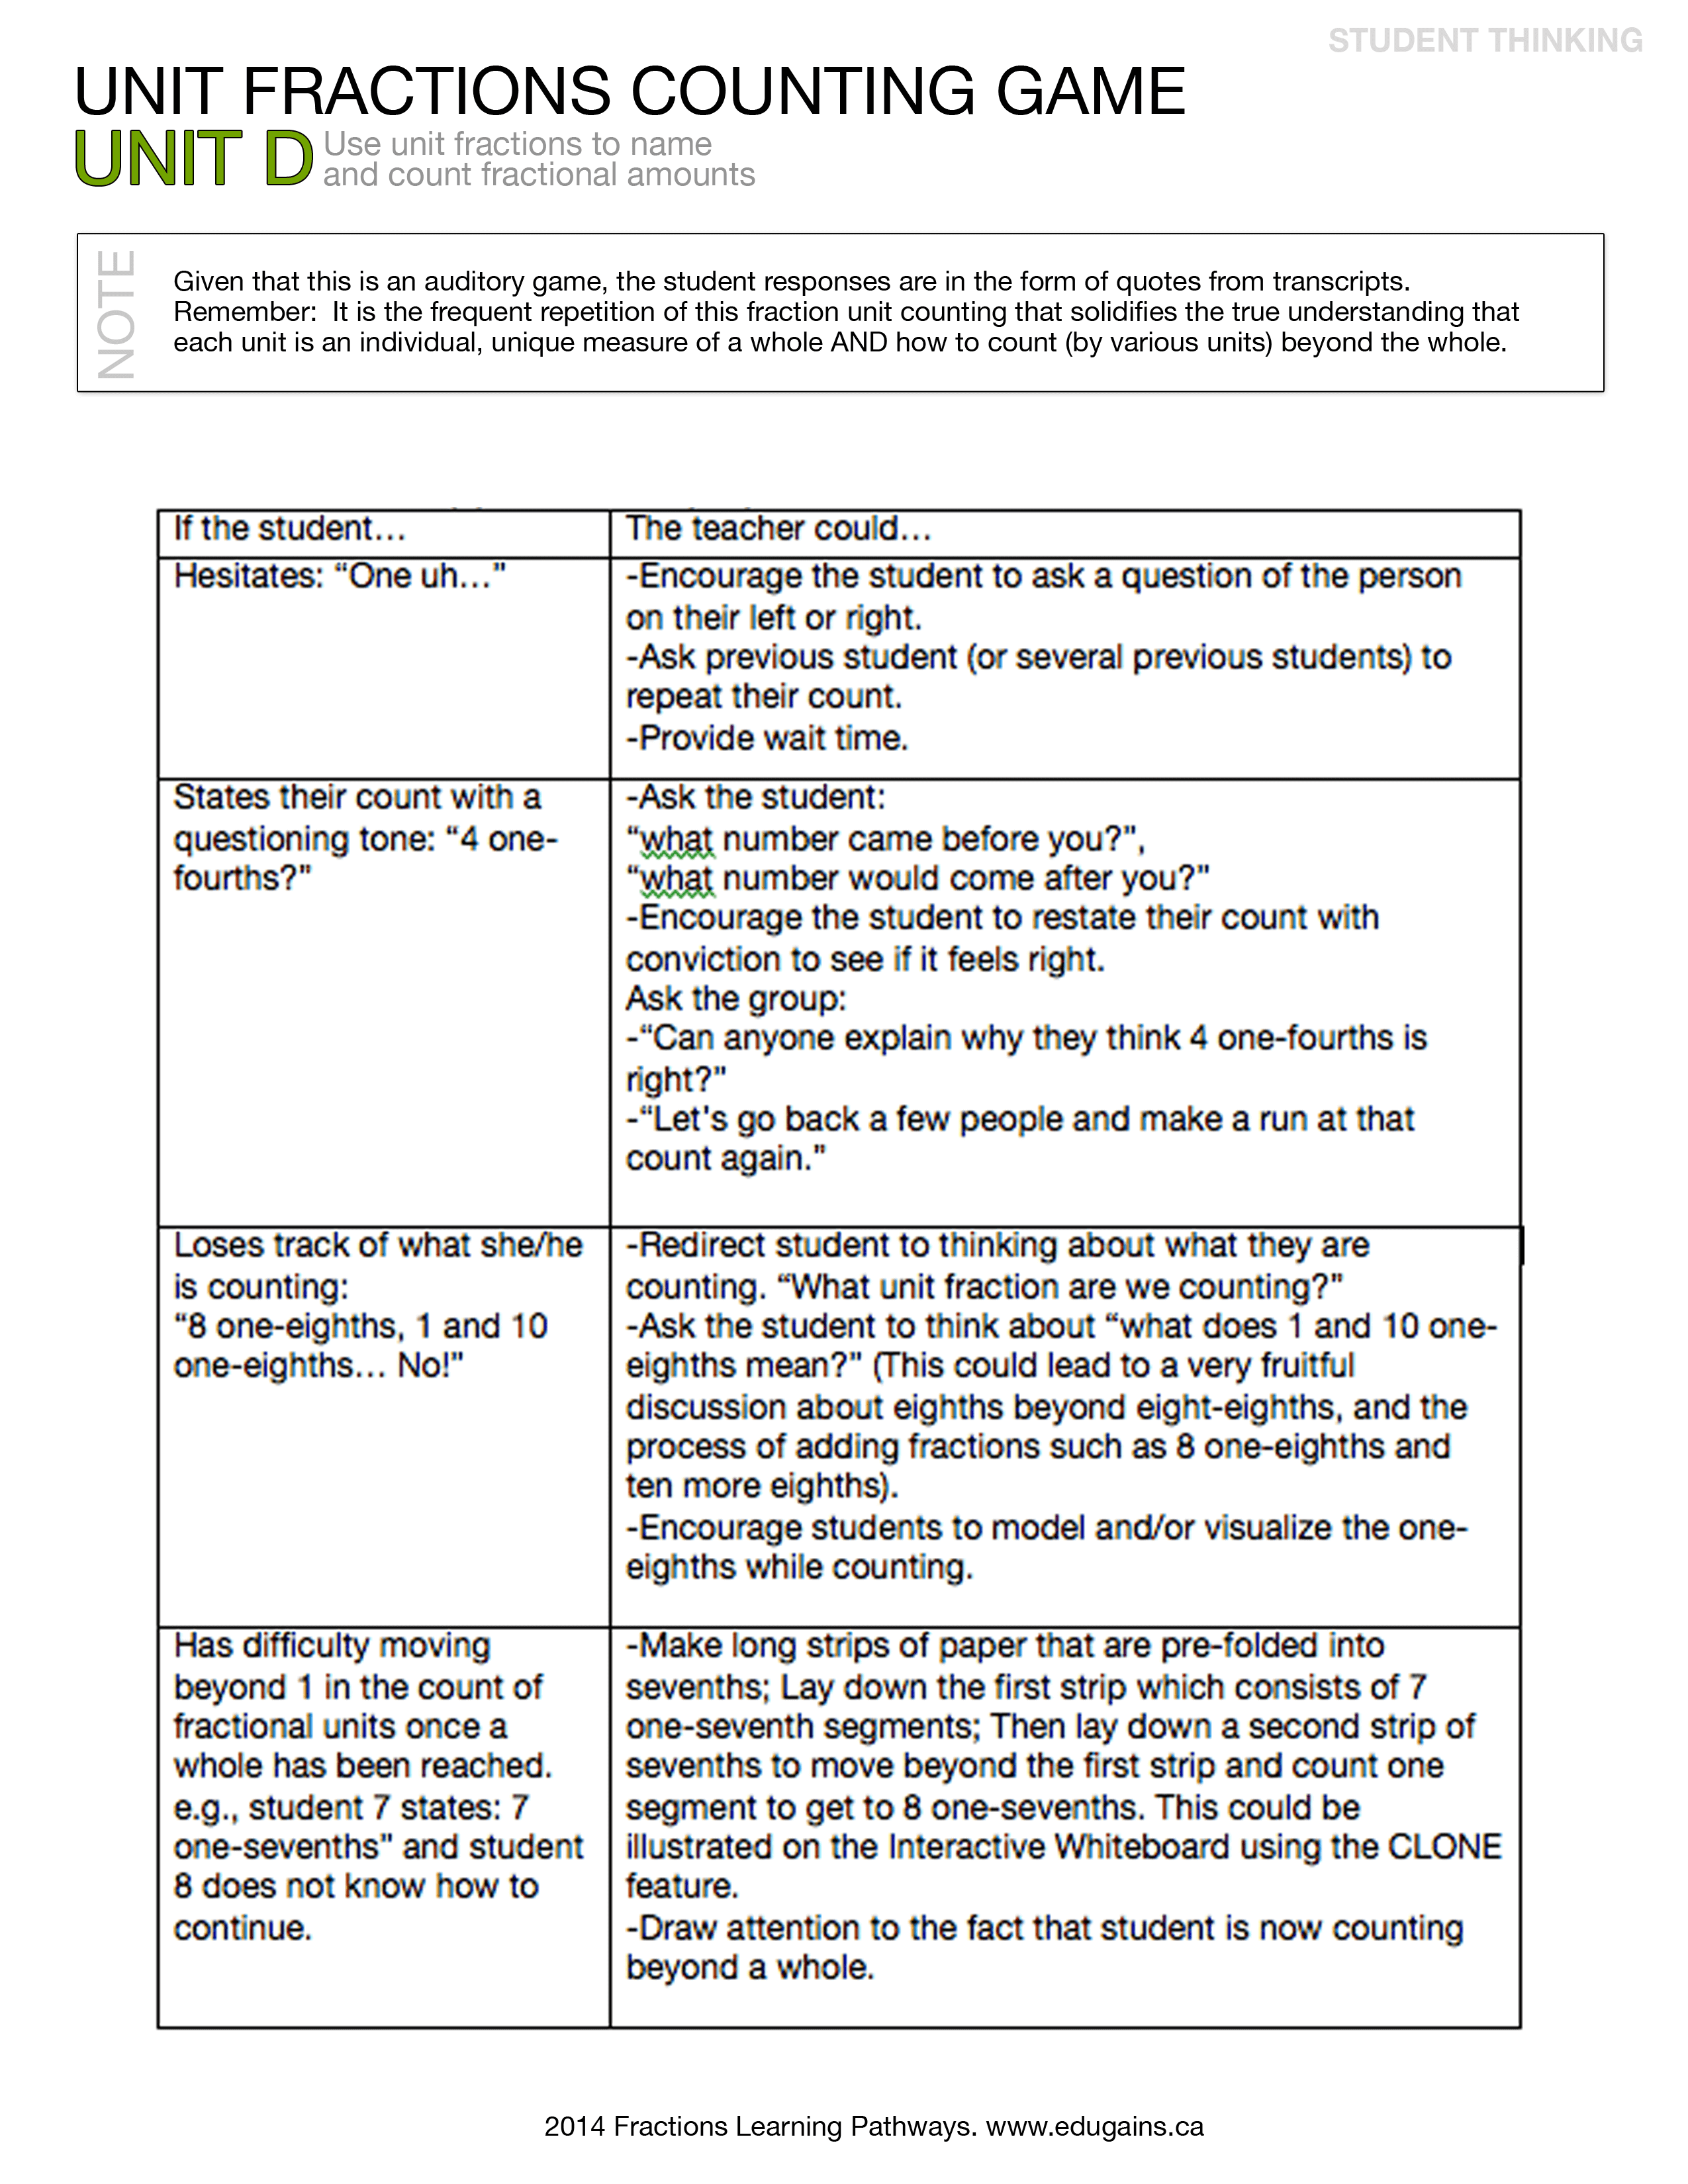 STUDENT THINKING
UNIT FRACTIONS COUNTING GAME
UNIT D
Use unit fractions to name
and count fractional amounts
NOTE
Given that this is an auditory game, the student responses are in the form of quotes from transcripts.
Remember:  It is the frequent repetition of this fraction unit counting that solidifies the true understanding that
each unit is an individual, unique measure of a whole AND how to count (by various units) beyond the whole.
If the student...
The teacher could...
Hesitates: “One uh...”
-Encourage the student to ask a question of the person
on their left or right.
-Ask previous student (or several previous students) to
repeat their count.
-Provide wait time.
States their count with a
questioning tone: “4 one-
fourths?”
-Ask the student:
“what number came before you?”,
“what number would come after you?”
-Encourage the student to restate their count with
conviction to see if it feels right.
Ask the group:
-“Can anyone explain why they think 4 one-fourths is
right?”
-“Let's go back a few people and make a run at that
count again.”
Loses track of what she/he
is counting:
“8 one-eighths, 1 and 10
one-eighths... No!”
-Redirect student to thinking about what they are
counting. “What unit fraction are we counting?”
-Ask the student to think about “what does 1 and 10 one-
eighths mean?” (This could lead to a very fruitful
discussion about eighths beyond eight-eighths, and the
process of adding fractions such as 8 one-eighths and
ten more eighths).
-Encourage students to model and/or visualize the one-
eighths while counting.
Has difficulty moving
beyond 1 in the count of
fractional units once a
whole has been reached.
e.g., student 7 states: 7
one-sevenths” and student
8 does not know how to
continue.
-Make long strips of paper that are pre-folded into
sevenths; Lay down the first strip which consists of 7
one-seventh segments; Then lay down a second strip of
sevenths to move beyond the first strip and count one
segment to get to 8 one-sevenths. This could be
illustrated on the Interactive Whiteboard using the CLONE
feature.
-Draw attention to the fact that student is now counting
beyond a whole.
2014 Fractions Learning Pathways. www.edugains.ca